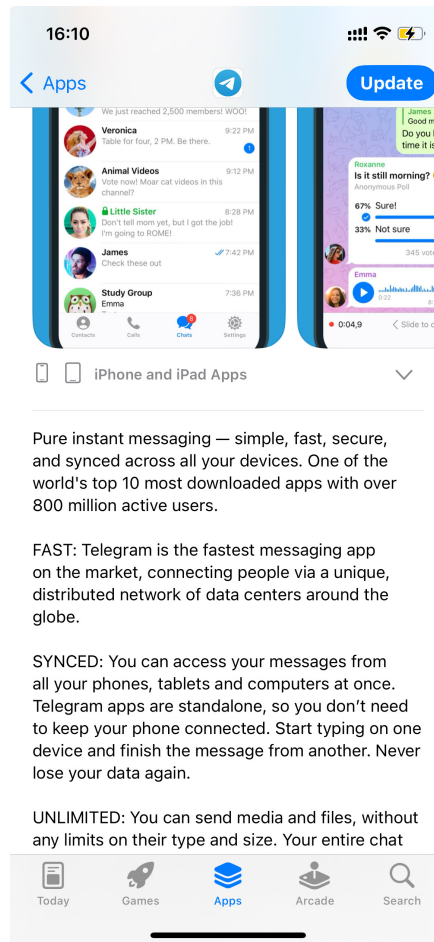 16:10
Apps
Update
We just reached 2,500 members! WOO!
Veronica 9:22 PM
Table for four, 2 PM. Be there.
1
Animal Videos 9:12 PM
Vote now! Moar cat videos in this
channel?
Little Sister 8:28 PM
Don't tell mom yet, but I got the job!
I'm going to ROME!
James 7:42 PM
Check these out
Study Group 7:36 PM
Emma
Contacts
Calls
6
Chats
Settings
James
Good m
Do you
time it is
Roxanne
Is it still morning?
Anonymous Poll
67% Sure!
33% Not sure
345 vote
Emma
0:22
0:04,9
Slide to c
iPhone and iPad Apps
Pure instant messaging — simple, fast, secure,
and synced across all your devices. One of the
world's top 10 most downloaded apps with over
800 million active users.
FAST: Telegram is the fastest messaging app
on the market, connecting people via a unique,
distributed network of data centers around the
globe.
SYNCED: You can access your messages from
all your phones, tablets and computers at once.
Telegram apps are standalone, so you don’t need
to keep your phone connected. Start typing on one
device and finish the message from another. Never
lose your data again.
UNLIMITED: You can send media and files, without
any limits on their type and size. Your entire chat
Today
Games
Apps
Arcade
Search